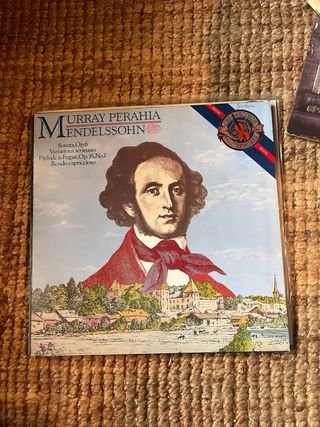 MURRAY PERAHIA
MENDELSSOHN
Sonata, Op.6
Variations sérieuses
Prelude & Fugue, Op.35, No.1
Rondo capriccioso